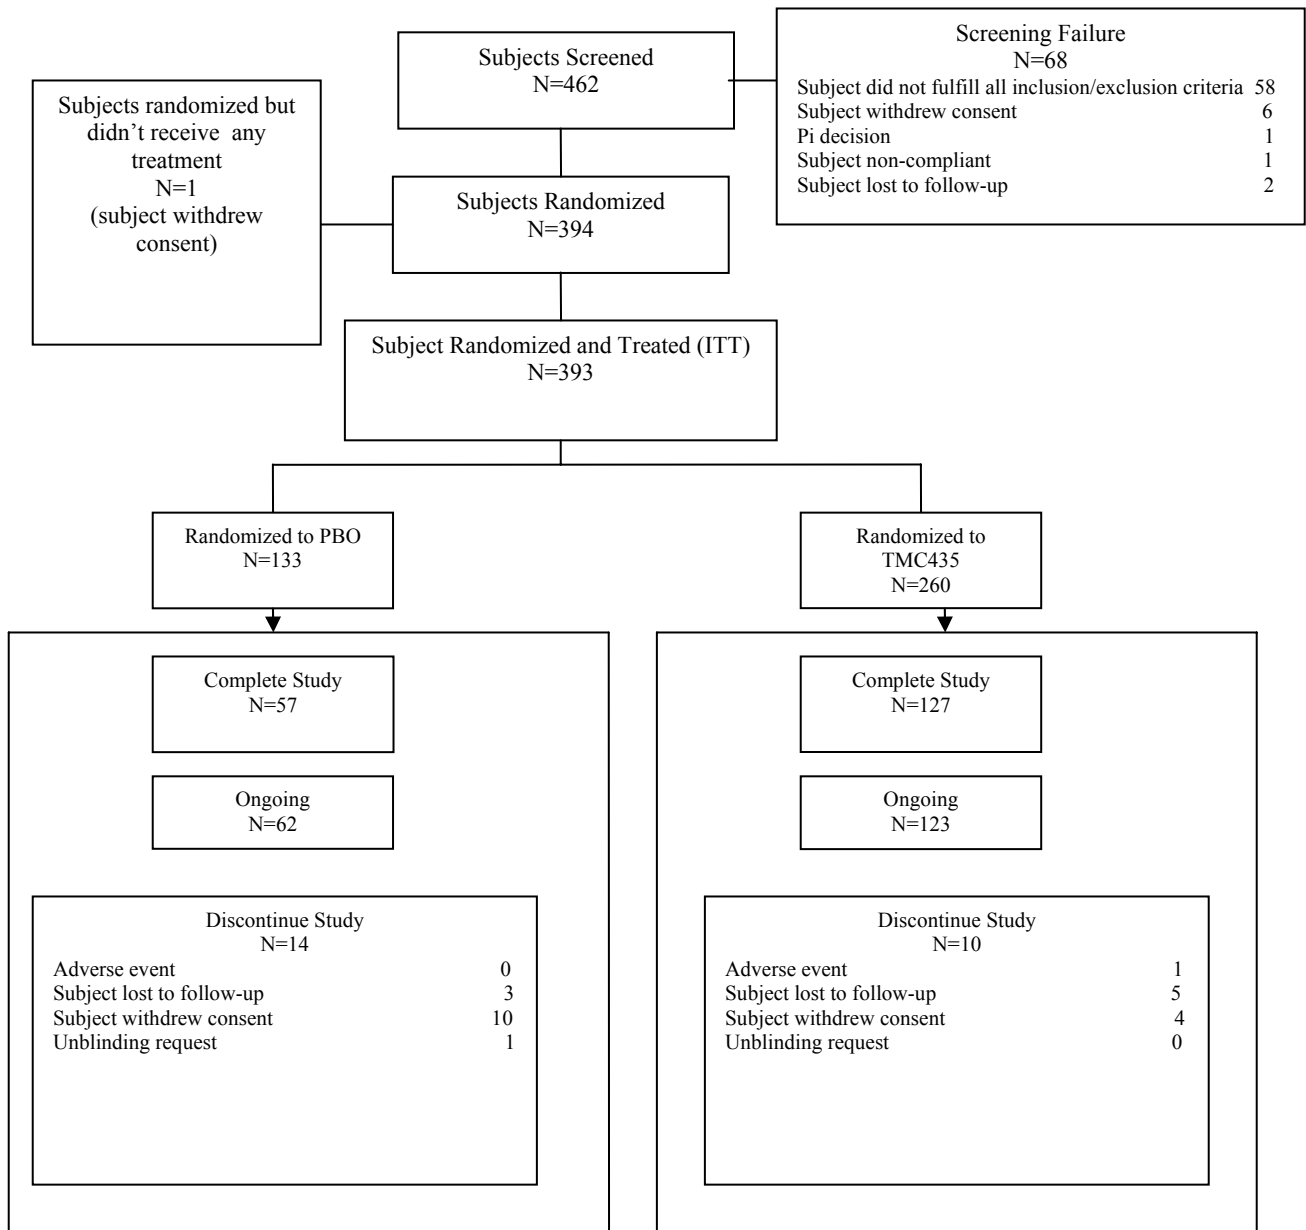 Subjects Screened
N=462
Screening Failure
N=68
Subject did not fulfill all inclusion/exclusion criteria 58
Subject withdrew consent 6
Pi decision 1
Subject non-compliant 1
Subject lost to follow-up 2
Subjects randomized but
didn’t receive any
treatment
N=1
(subject withdrew
consent)
Subjects Randomized
N=394
Subject Randomized and Treated (ITT)
N=393
Randomized to PBO
N=133
Randomized to
TMC435
N=260
Complete Study
N=57
Ongoing
N=62
Discontinue Study
N=14
Adverse event 0
Subject lost to follow-up 3
Subject withdrew consent 10
Unblinding request 1
Complete Study
N=127
Ongoing
N=123
Discontinue Study
N=10
Adverse event 1
Subject lost to follow-up 5
Subject withdrew consent 4
Unblinding request 0